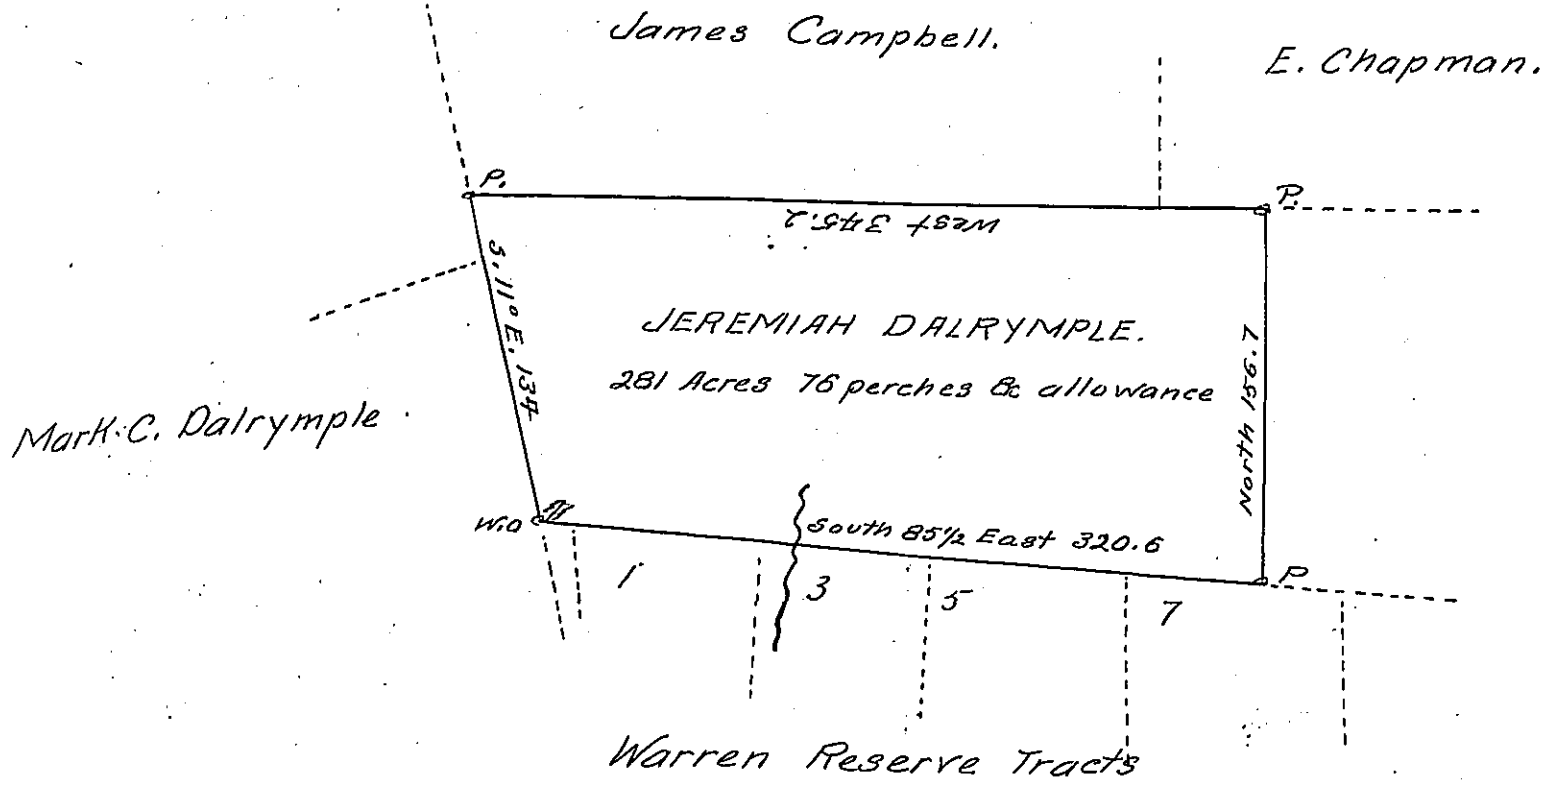 James Campbell.
E. Chapman.
P.
P.
West 345.2
S. 11° E. 134
JEREMIAH DALRYMPLE.
281 Acres 76 perches & allowance
North 156.7
Mark C. Dalrymple
W.O
South 85½ East 320.6
P
1
3
5
7
Warren Reserve Tracts